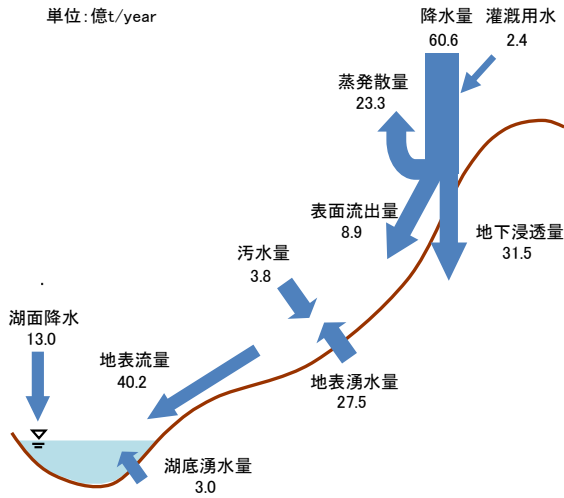 単位：億t/year
降水量
60.6
灌漑用水
2.4
蒸発散量
23.3
表面流出量
8.9
地下浸透量
31.5
汚水量
3.8
湖面降水
13.0
地表流量
40.2
地表湧水量
27.5
湖底湧水量
3.0